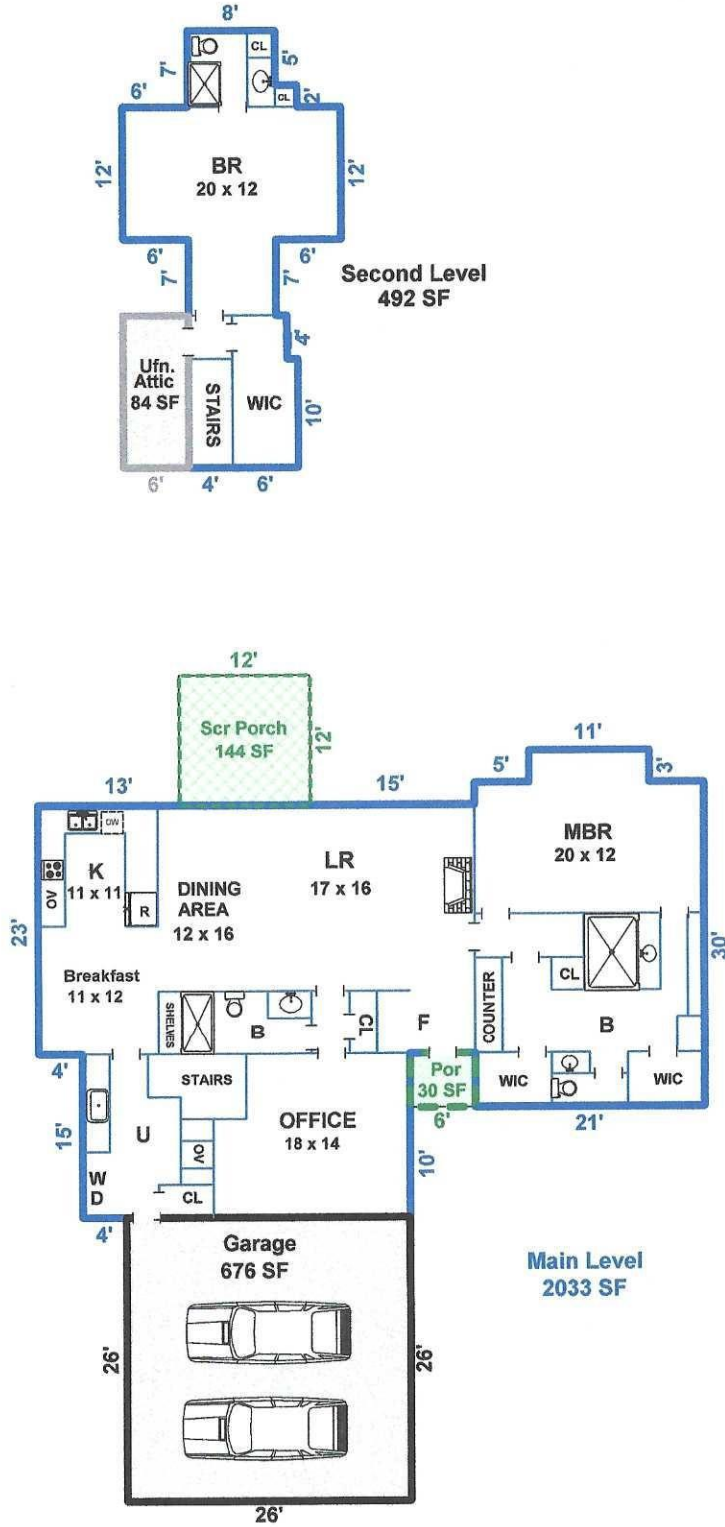 8'
CL
7'
5'
6'
CL
2'
BR
20 x 12
12'
12'
6'
6'
7'
7'
Second Level
492 SF
4'
Ufn.
Attic
84 SF
STAIRS
WIC
10'
6'
4'
6'
12'
Scr Porch
144 SF
12'
11'
5'
3'
13'
15'
DW
MBR
20 x 12
K
11 x 11
OV
R
LR
17 x 16
DINING
AREA
12 x 16
23'
30'
Breakfast
11 x 12
CL
COUNTER
SHELVES
B
CL
F
B
4'
STAIRS
Por
30 SF
WIC
WIC
6'
21'
OFFICE
18 x 14
15'
U
OV
10'
W
D
CL
4'
Garage
676 SF
Main Level
2033 SF
26'
26'
26'